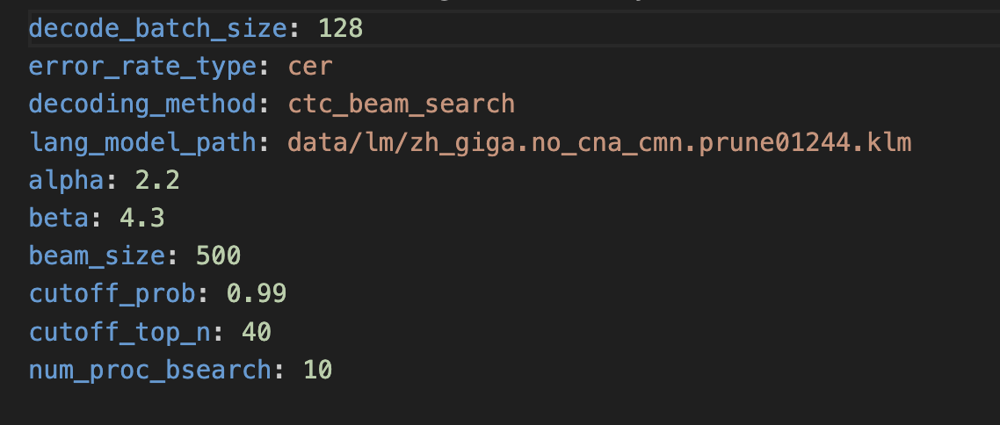 decode_batch_size: 128
error_rate_type: cer
decoding_method: ctc_beam_search
lang_model_path: data/lm/zh_giga.no_cna_cmn.prune01244.klm
alpha: 2.2
beta: 4.3
beam_size: 500
cutoff_prob: 0.99
cutoff_top_n: 40
num_proc_bsearch: 10